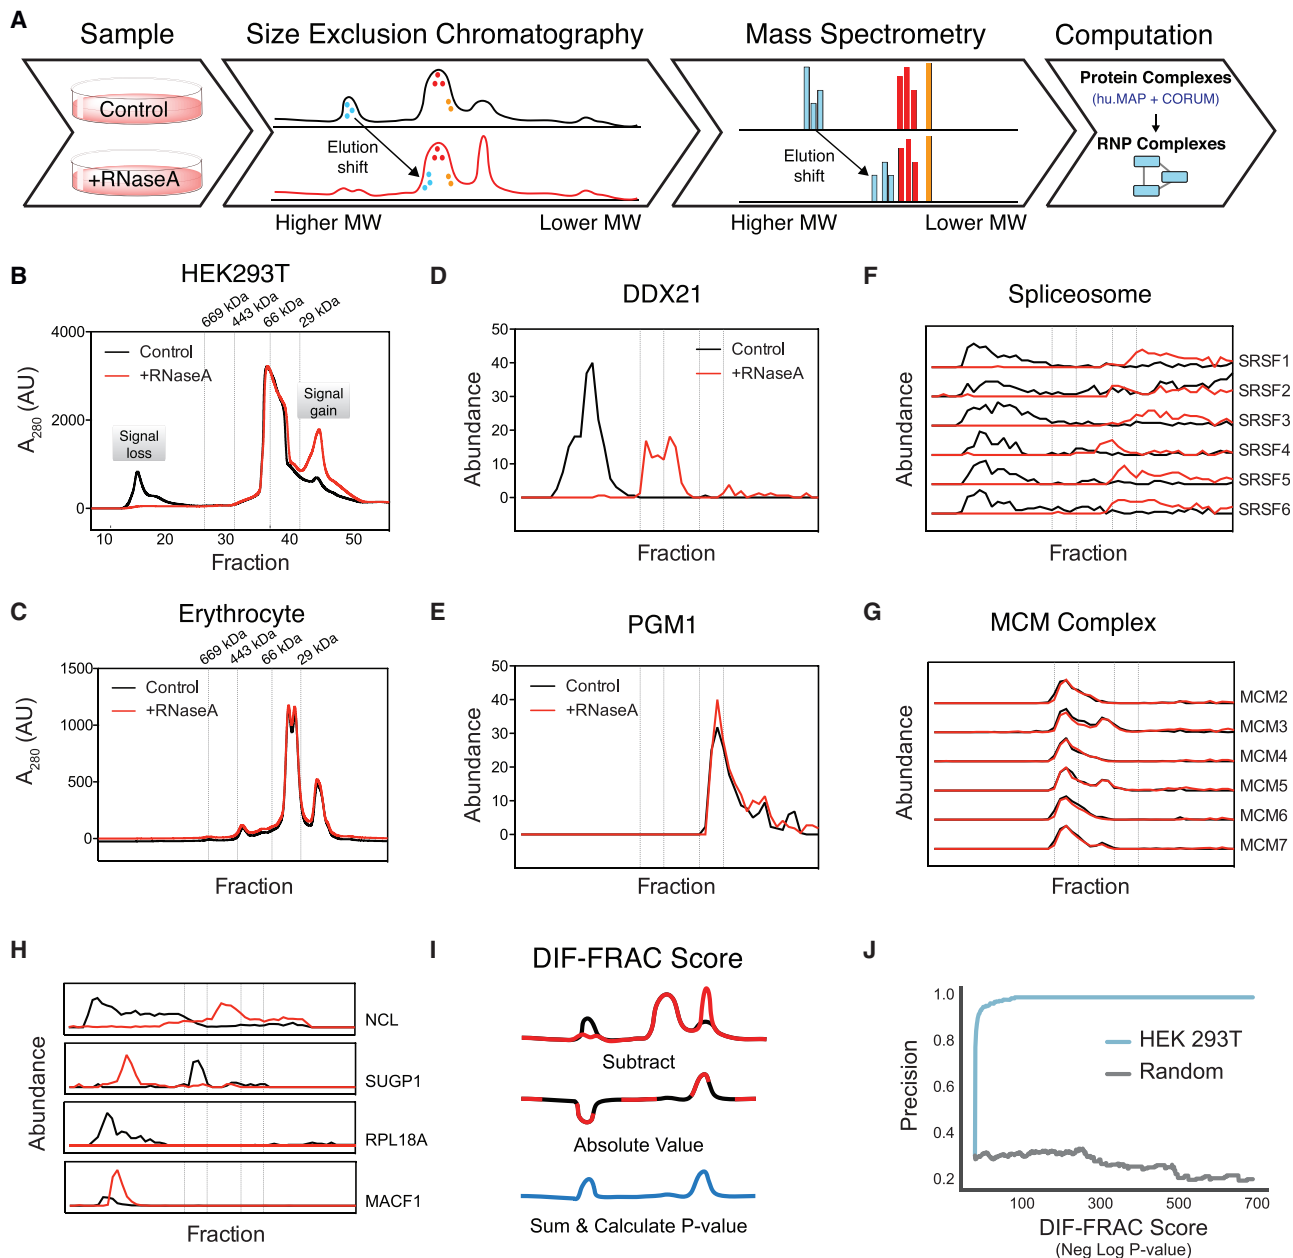 A
Sample
Size Exclusion Chromatography
Mass Spectrometry
Computation
Control
+RNaseA
Elution
shift
Higher MW
Lower MW
Elution
shift
Higher MW
Lower MW
Protein Complexes
(hu.MAP + CORUM)
RNP Complexes
B
HEK293T
669 kDa
443 kDa
66 kDa
29 kDa
4000
2000
0
A280 (AU)
Control
+RNaseA
Signal
loss
Signal
gain
10
20
30
40
50
Fraction
C
Erythrocyte
669 kDa
443 kDa
66 kDa
29 kDa
1500
1000
500
0
A280 (AU)
Control
+RNaseA
Fraction
D
DDX21
50
40
30
20
10
0
Abundance
Control
+RNaseA
Fraction
E
PGM1
50
40
30
20
10
0
Abundance
Control
+RNaseA
Fraction
F
Spliceosome
Abundance
SRSF1
SRSF2
SRSF3
SRSF4
SRSF5
SRSF6
Fraction
G
MCM Complex
Abundance
MCM2
MCM3
MCM4
MCM5
MCM6
MCM7
Fraction
H
Abundance
NCL
SUGP1
RPL18A
MACF1
Fraction
I
DIF-FRAC Score
Subtract
Absolute Value
Sum & Calculate P-value
J
1.0
0.8
0.6
0.4
0.2
Precision
HEK 293T
Random
100
300
500
700
DIF-FRAC Score
(Neg Log P-value)